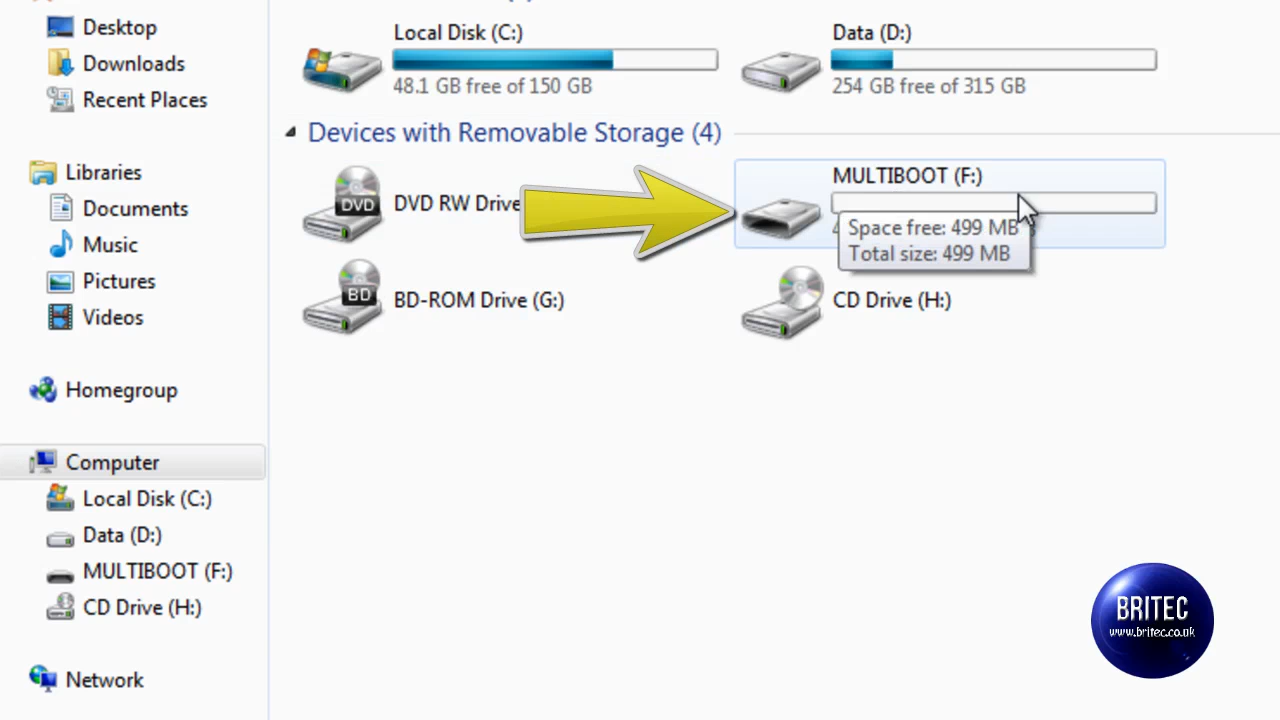 Desktop
Downloads
Recent Places
Libraries
Documents
Music
Pictures
Videos
Homegroup
Computer
Local Disk (C:)
Data (D:)
MULTIBOOT (F:)
CD Drive (H:)
Network
Local Disk (C:)
48.1 GB free of 150 GB
Data (D:)
254 GB free of 315 GB
Devices with Removable Storage (4)
DVD RW Drive
DVD
MULTIBOOT (F:)
Space free: 499 MB
Total size: 499 MB
BD
BD-ROM Drive (G:)
CD Drive (H:)
BRITEC
www.britec.co.uk